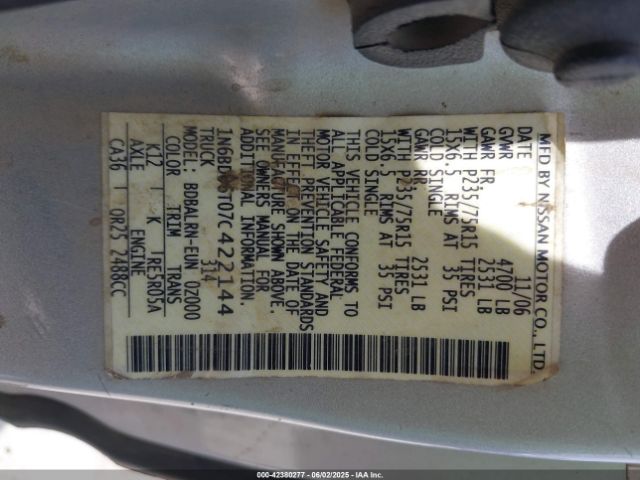 MFD BY NISSAN MOTOR CO., LTD.
DATE 11/06
GVWR 4700 LB
GAWR FR 2531 LB
WITH P235/75R15 TIRES
15x6.5 RIMS AT 35 PSI
COLD SINGLE
GAWR RR 2531 LB
WITH P235/75R15 TIRES
15x6.5 RIMS AT 35 PSI
COLD SINGLE
THIS VEHICLE CONFORMS TO
ALL APPLICABLE FEDERAL
MOTOR VEHICLE SAFETY AND
THEFT PREVENTION STANDARDS
IN EFFECT ON THE DATE OF
MANUFACTURE SHOWN ABOVE.
SEE OWNERS MANUAL FOR
ADDITIONAL INFORMATION.
TRUCK 314
MODEL: BDBALRN-EUN 02000
COLOR TRIM TRANS
K12 K RE5R05A
AXLE ENGINE
CA36 QR25 2488CC
000-42380277 - 06/02/2025 - IAA Inc.